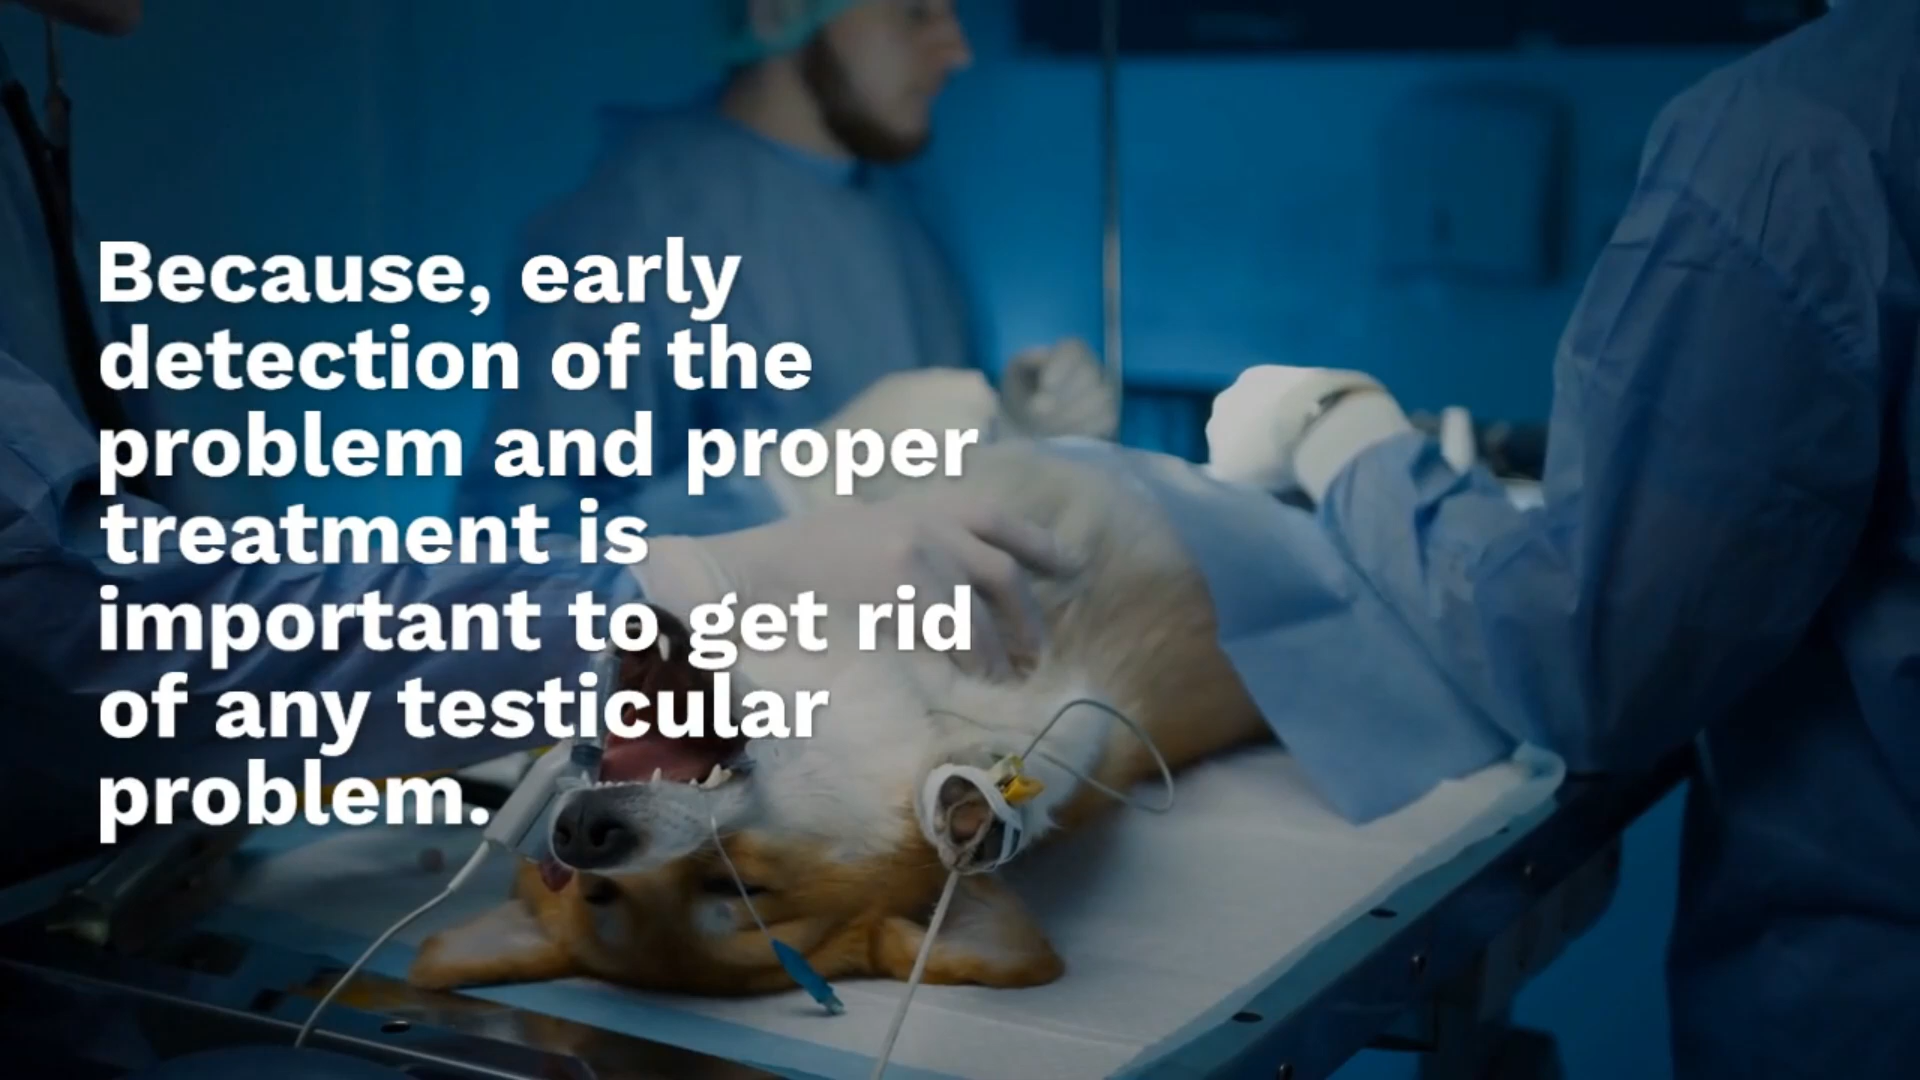 Because, early
detection of the
problem and proper
treatment is
important to get rid
of any testicular
problem.